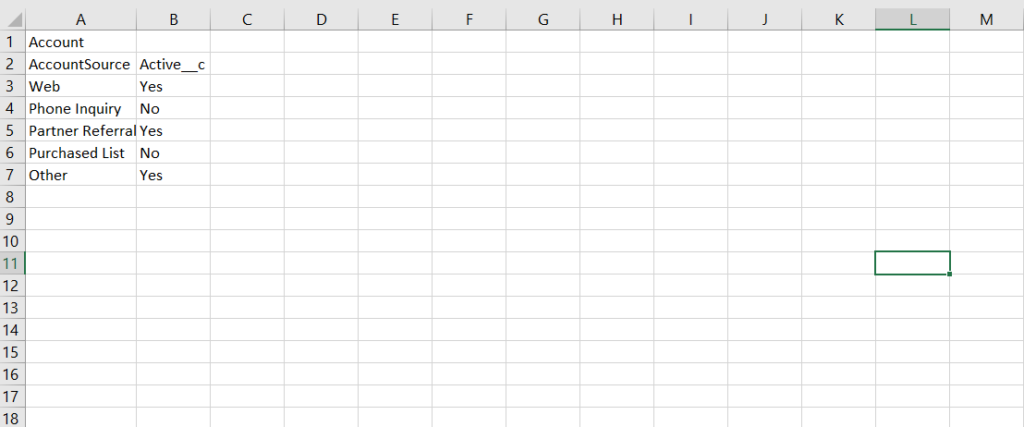 A B C D E F G H I J K L M
1 Account
2 AccountSource Active__c
3 Web Yes
4 Phone Inquiry No
5 Partner Referral Yes
6 Purchased List No
7 Other Yes
8
9
10
11
12
13
14
15
16
17
18